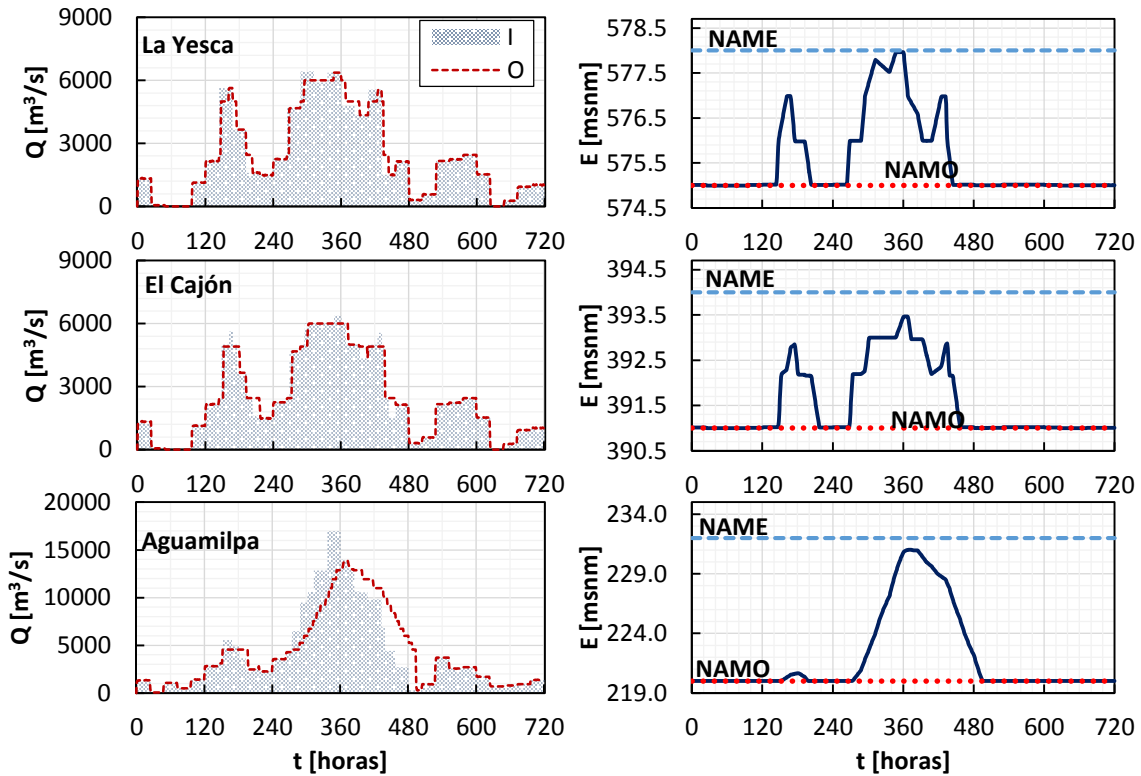 9000
6000
3000
0
Q [m³/s]
La Yesca
I
O
0 120 240 360 480 600 720
578.5
577.5
576.5
575.5
574.5
E [msnm]
NAME
NAMO
0 120 240 360 480 600 720
9000
6000
3000
0
Q [m³/s]
El Cajón
0 120 240 360 480 600 720
394.5
393.5
392.5
391.5
390.5
E [msnm]
NAME
NAMO
0 120 240 360 480 600 720
20000
15000
10000
5000
0
Q [m³/s]
Aguamilpa
0 120 240 360 480 600 720
t [horas]
234.0
229.0
224.0
219.0
E [msnm]
NAME
NAMO
0 120 240 360 480 600 720
t [horas]